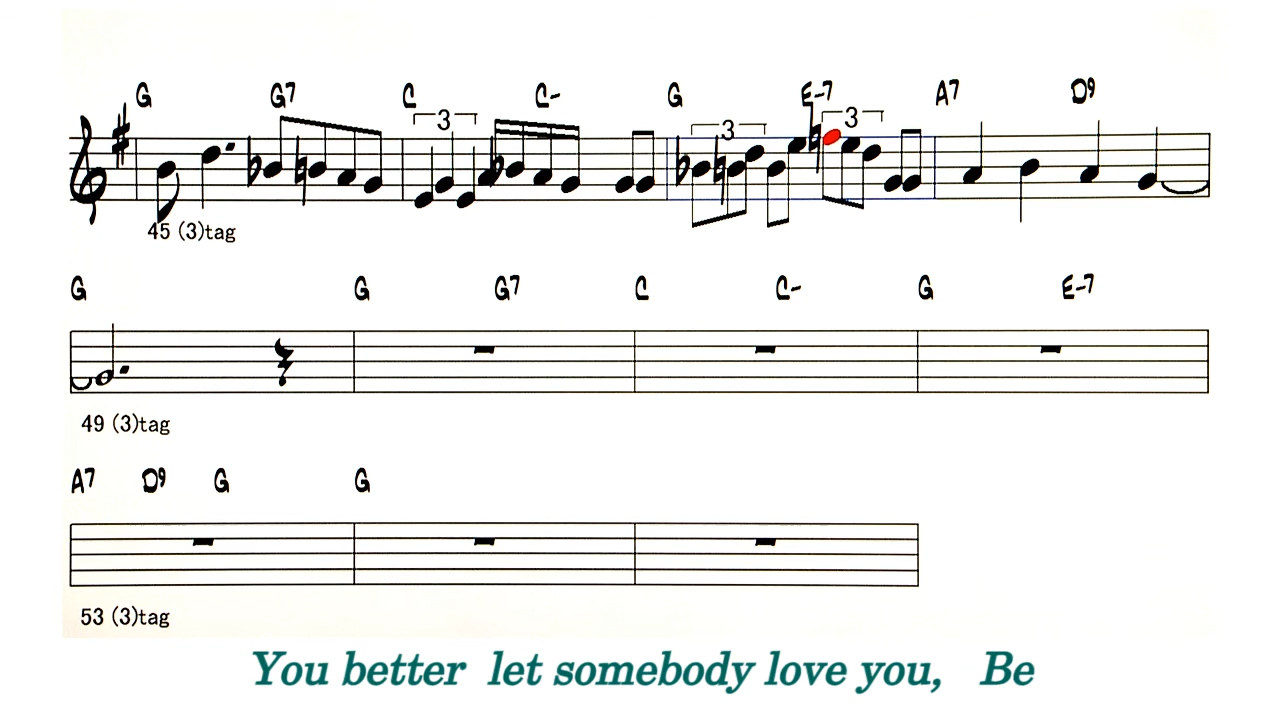 G G7 C C- G E-7 A7 D9
3 3 3
45 (3)tag
G G G7 C C- G E-7
49 (3)tag
A7 D9 G G
53 (3)tag
You better let somebody love you, Be